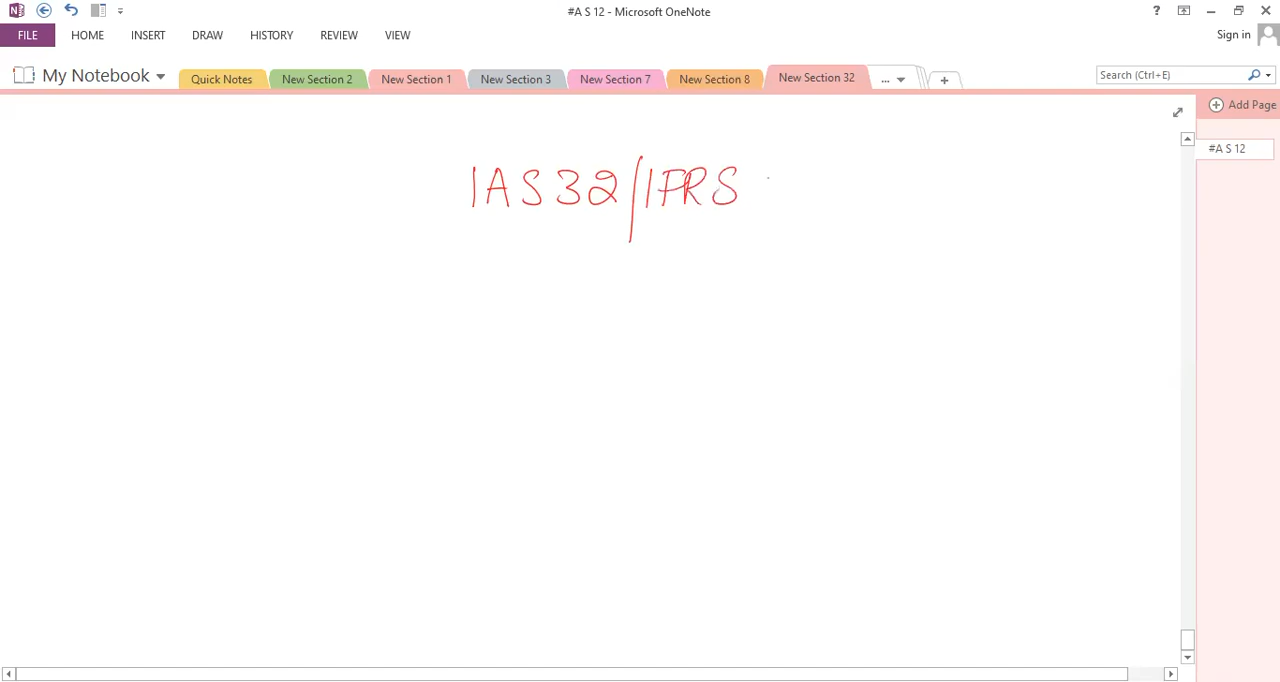 #A S 12 - Microsoft OneNote
?
FILE HOME INSERT DRAW HISTORY REVIEW VIEW Sign in
My Notebook Quick Notes New Section 2 New Section 1 New Section 3 New Section 7 New Section 8 New Section 32 ... + Search (Ctrl+E)
Add Page
#A S 12
IAS 32/IFRS